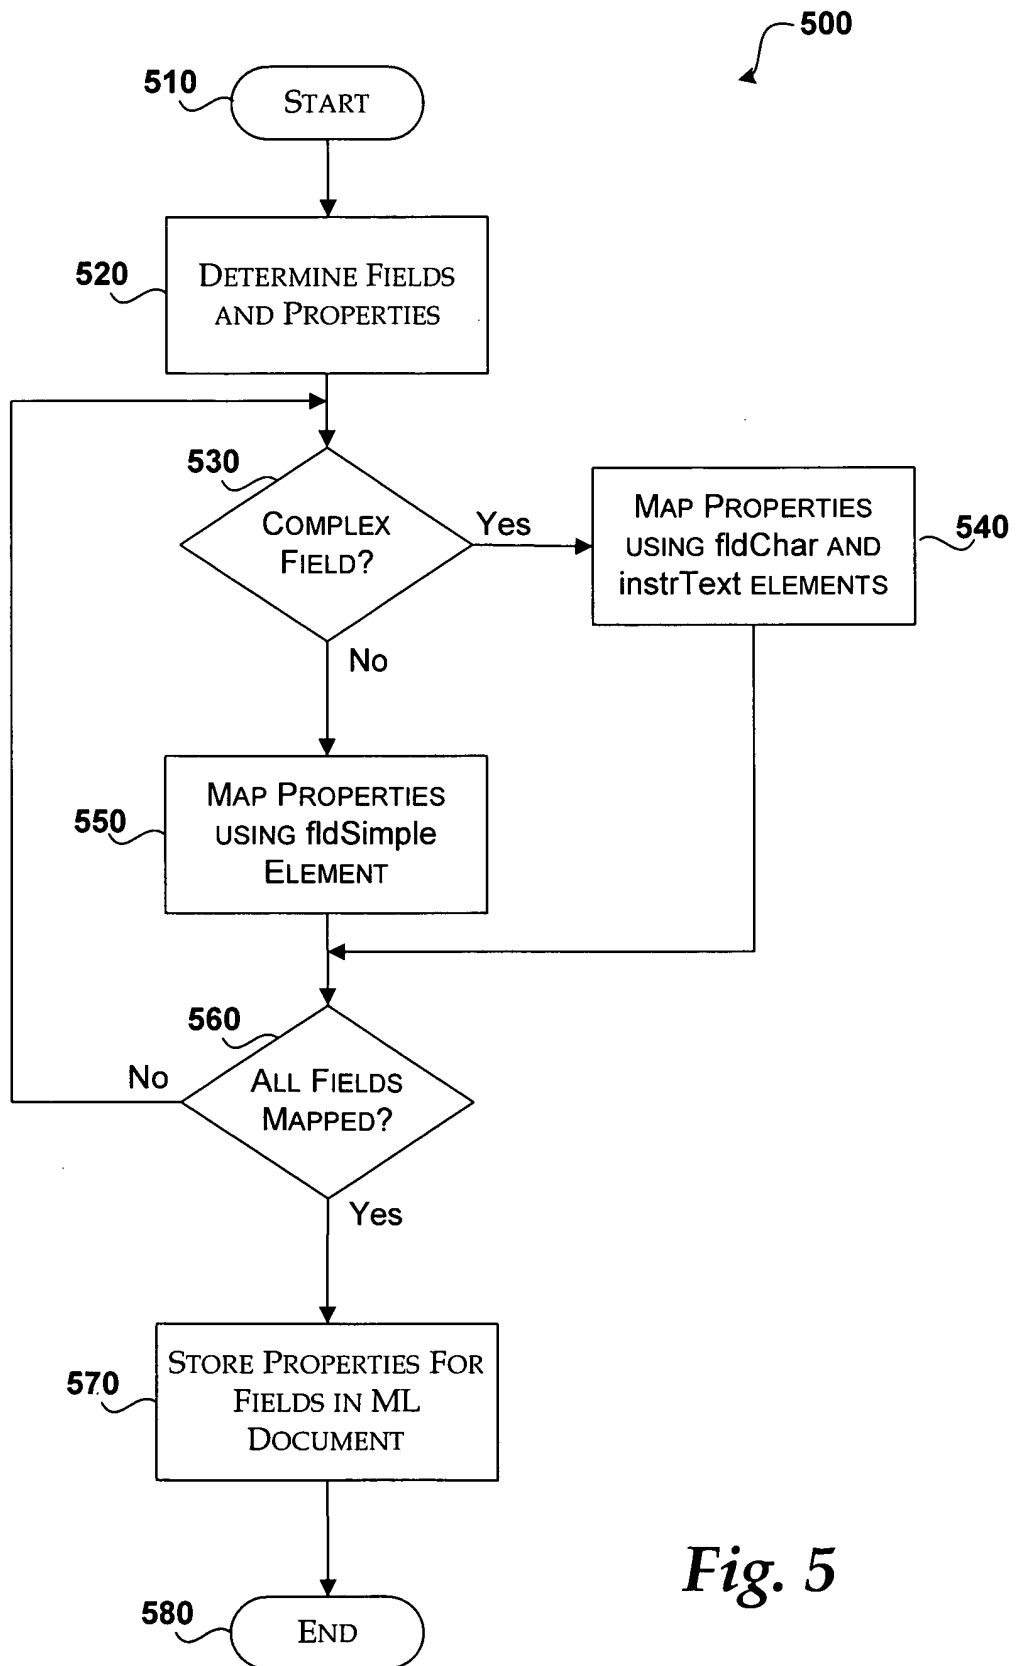 500
510
START
520
DETERMINE FIELDS
AND PROPERTIES
530
COMPLEX
FIELD?
Yes
MAP PROPERTIES
USING fldChar AND
instrText ELEMENTS
540
No
550
MAP PROPERTIES
USING fldSimple
ELEMENT
560
No
ALL FIELDS
MAPPED?
Yes
570
STORE PROPERTIES FOR
FIELDS IN ML
DOCUMENT
580
END
Fig. 5